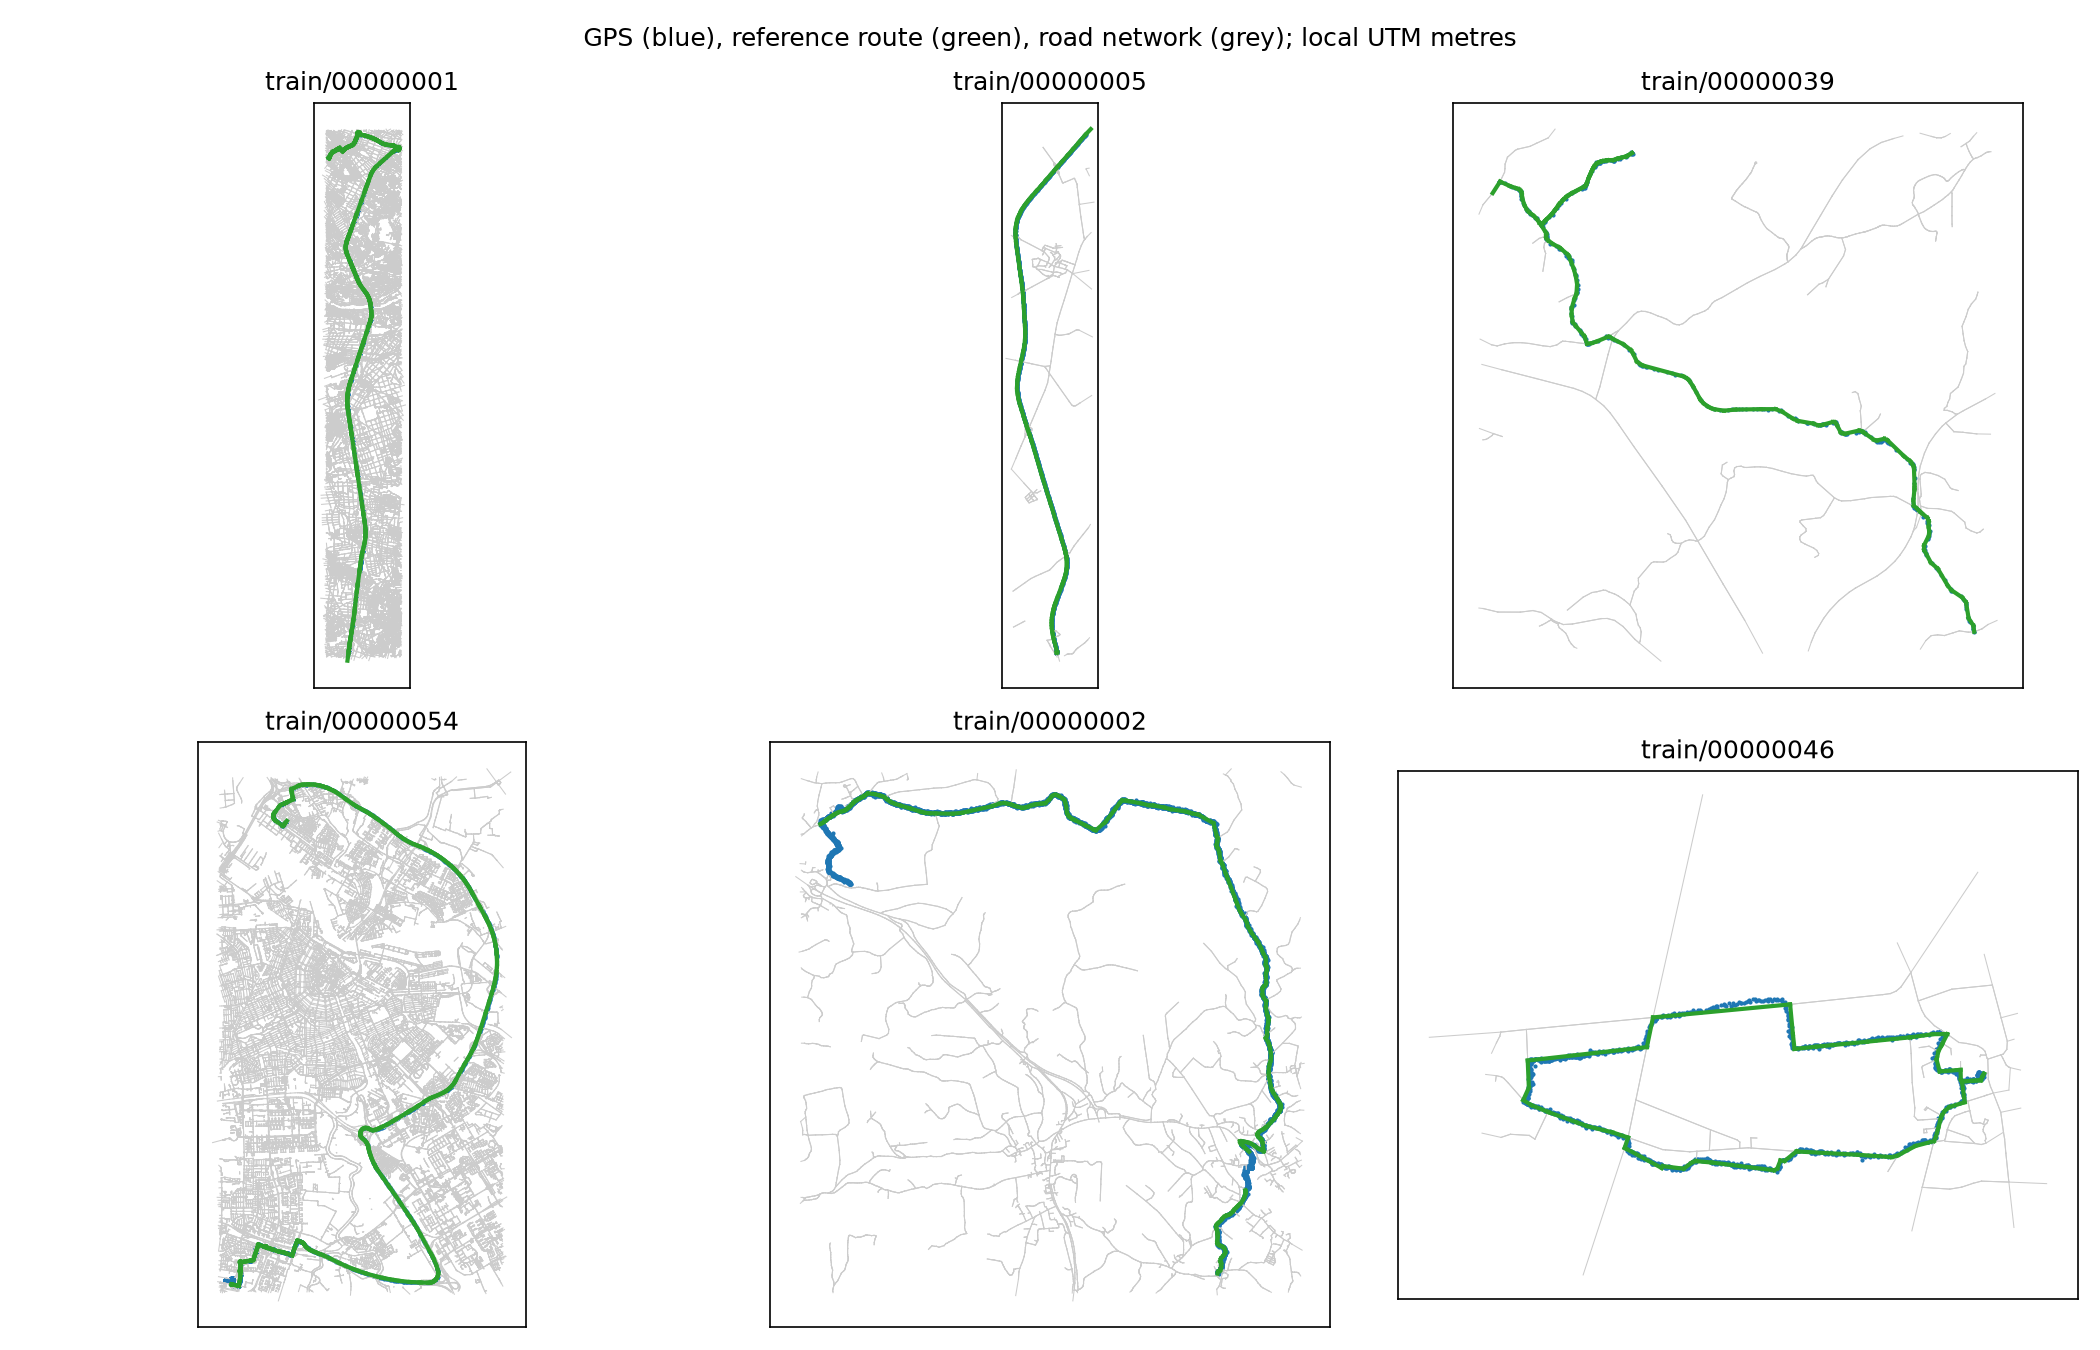 GPS (blue), reference route (green), road network (grey); local UTM metres
train/00000001
train/00000005
train/00000039
train/00000054
train/00000002
train/00000046